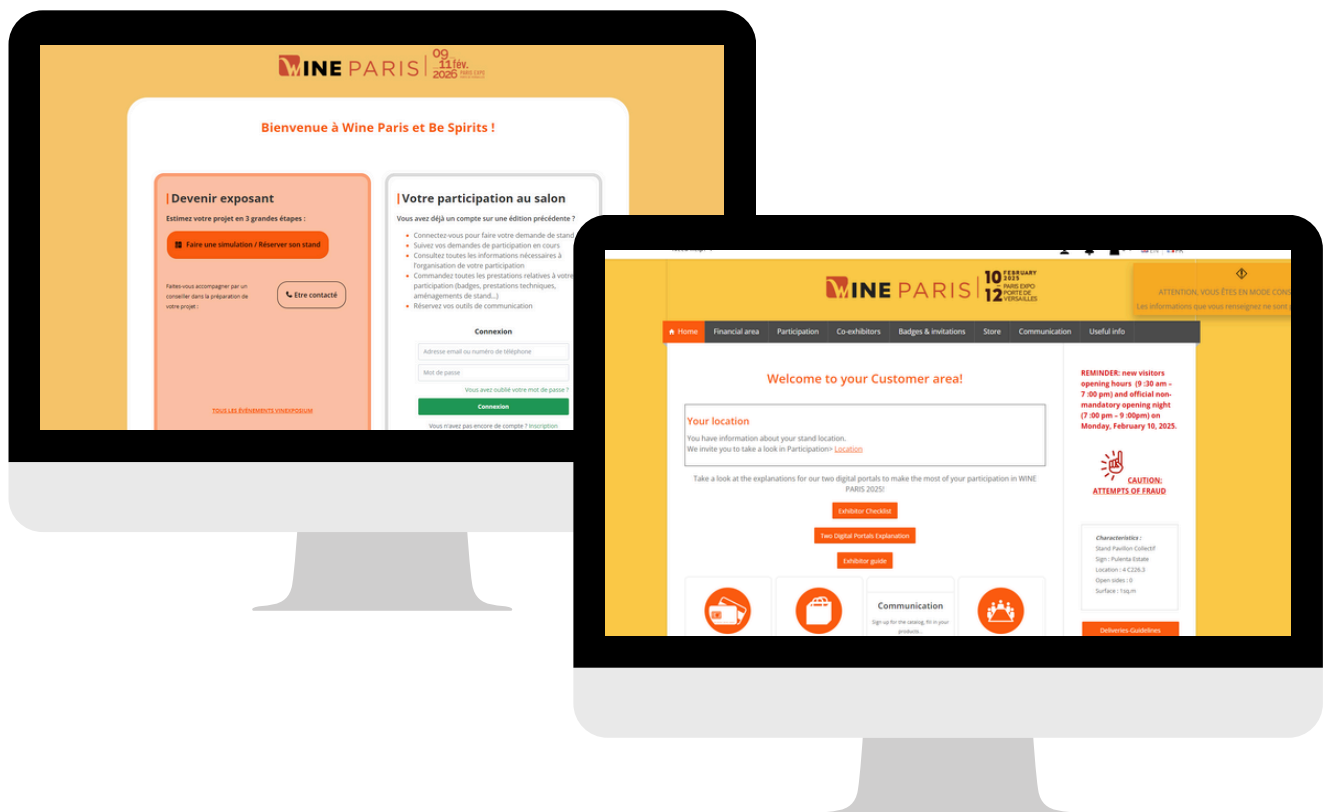 WINE PARIS
09
11 fév.
2026
Bienvenue à Wine Paris et Be Spirits !
Devenir exposant
Estimez votre projet en 3 grandes étapes :
Faire une simulation / Réserver son stand
Faites-vous accompagner par un
conseiller dans la préparation de
votre projet :
Etre contacté
TOUS LES ÉVÉNEMENTS VINEXPOSIUM
Votre participation au salon
Vous avez déjà un compte sur une édition précédente ?
Connectez-vous pour faire votre demande de stand
Suivez vos demandes de participation en cours
Consultez toutes les informations nécessaires à
l'organisation de votre participation
Commandez toutes les prestations relatives à votre
participation (badges, prestations techniques,
aménagements de stand...)
Réservez vos outils de communication
Connexion
Adresse email ou numéro de téléphone
Mot de passe
Vous avez oublié votre mot de passe ?
Connexion
Vous n'avez pas encore de compte ? Inscription
WINE PARIS
10 FEBRUARY
2025
12 PARIS EXPO
PORTE DE
VERSAILLES
ATTENTION, VOUS ÊTES EN MODE CONS
Les informations que vous renseignez ne sont
Home Financial area Participation Co-exhibitors Badges & invitations Store Communication Useful info
Welcome to your Customer area!
Your location
You have information about your stand location.
We invite you to take a look in Participation> Location
Take a look at the explanations for our two digital portals to make the most of your participation in WINE
PARIS 2025!
Exhibitor Checklist
Two Digital Portals Explanation
Exhibitor guide
Communication
Sign-up for the catalog, fill in your
products..
REMINDER: new visitors
opening hours (9 :30 am –
7 :00 pm) and official non-
mandatory opening night
(7 :00 pm – 9 :00pm) on
Monday, February 10, 2025.
CAUTION:
ATTEMPTS OF FRAUD
Characteristics :
Stand Pavillon Collectif
Sign : Pulenta Estate
Location : 4 C226.3
Open sides : 0
Surface : 1sq.m
Deliveries-Guidelines